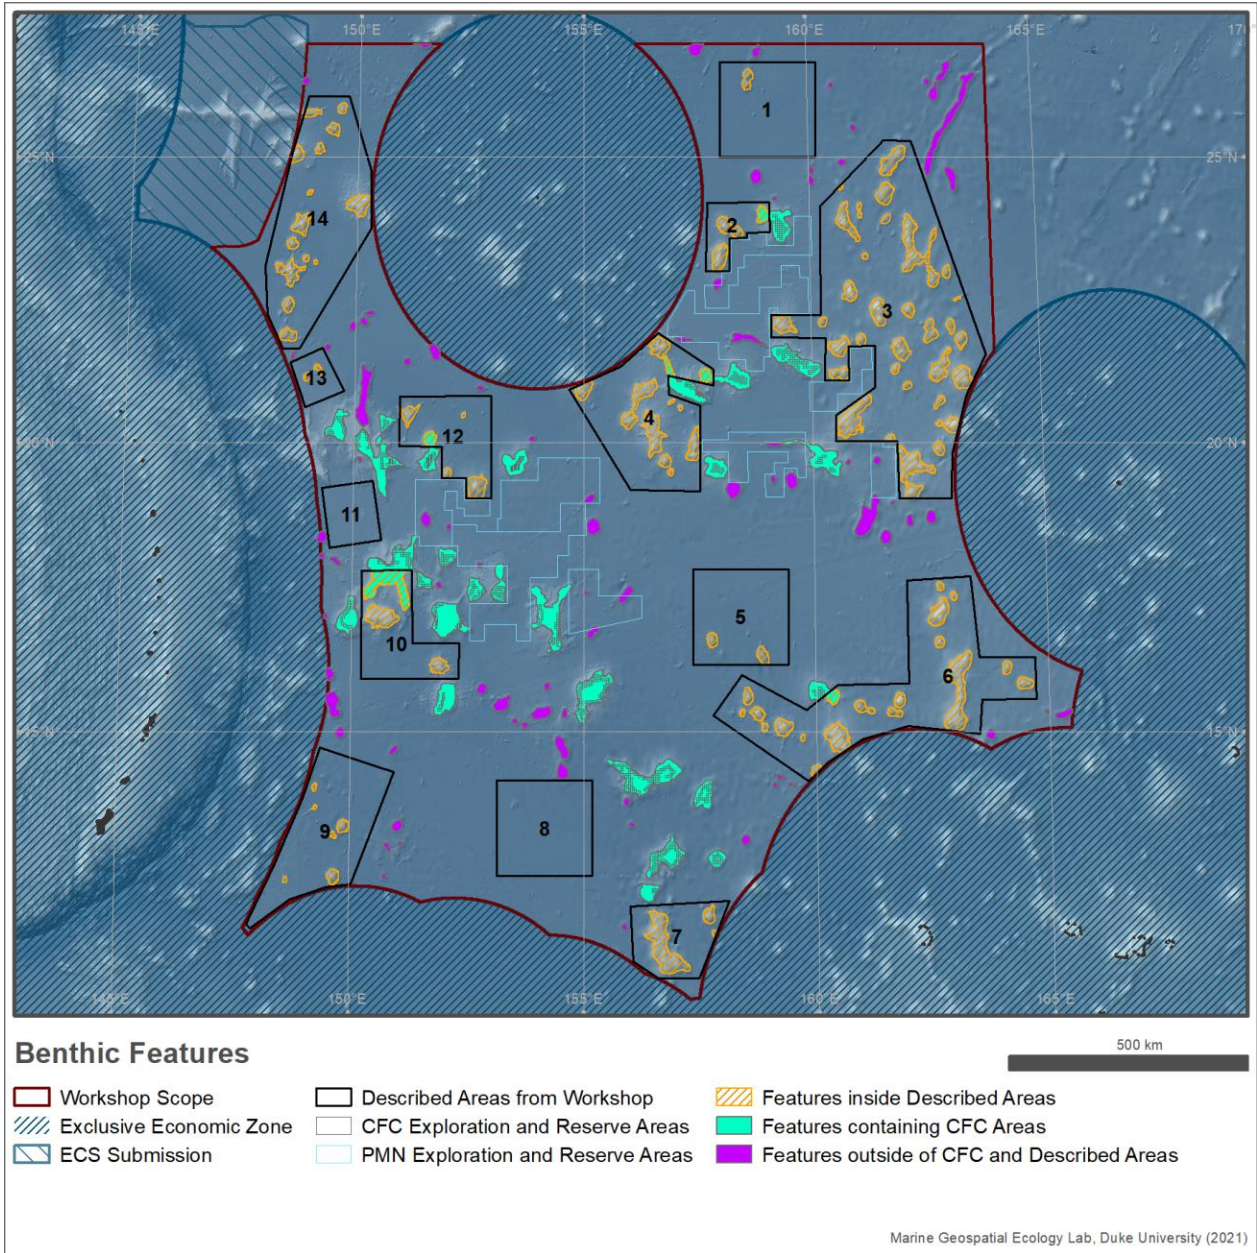 145°E 150°E 155°E 160°E 165°E 170°
1
25°N 25°N
14
2
3
13
4
12
20°N 20°N
11
5
10
6
15°N 15°N
9
8
7
145°E 150°E 155°E 160°E 165°E
Benthic Features
500 km
Workshop Scope
Exclusive Economic Zone
ECS Submission
Described Areas from Workshop
CFC Exploration and Reserve Areas
PMN Exploration and Reserve Areas
Features inside Described Areas
Features containing CFC Areas
Features outside of CFC and Described Areas
Marine Geospatial Ecology Lab, Duke University (2021)